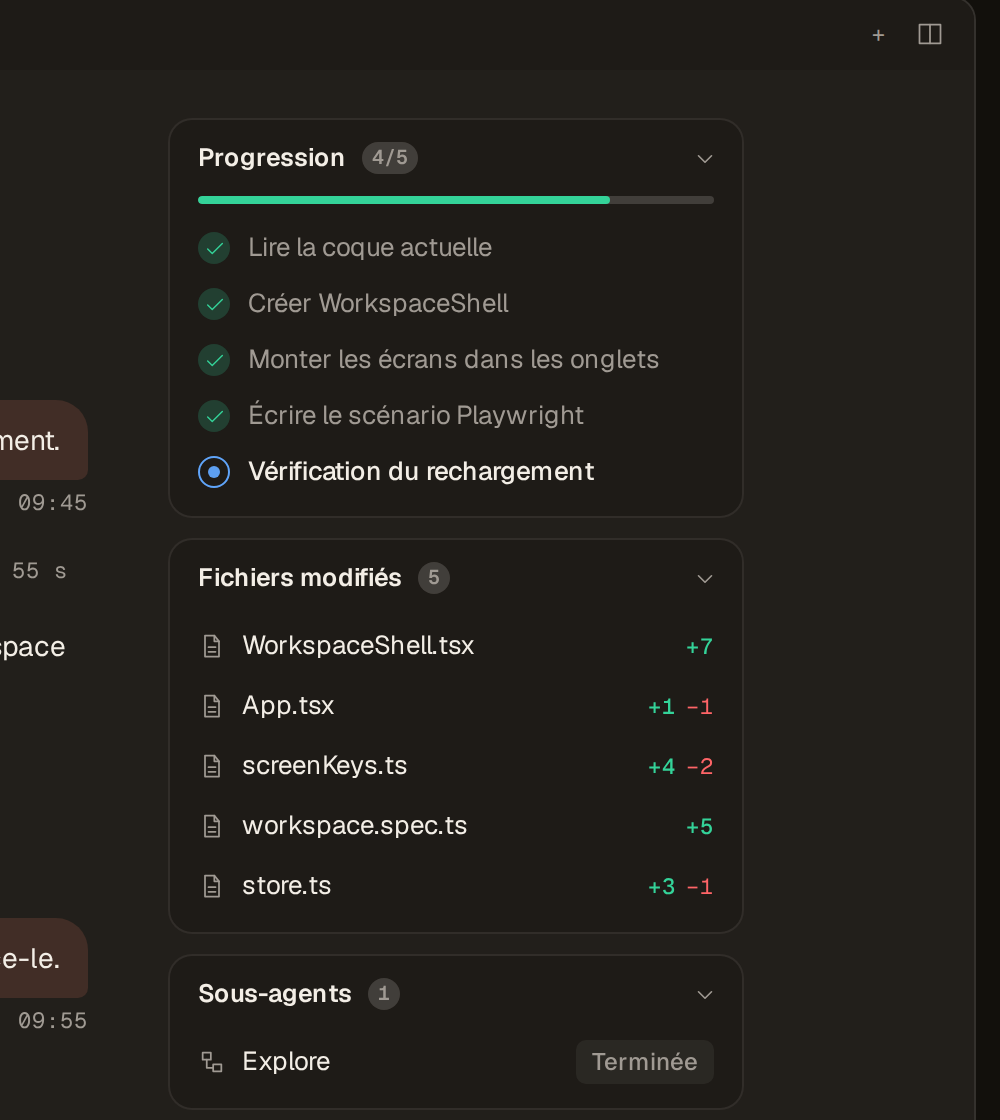 +
Progression 4/5
Lire la coque actuelle
Créer WorkspaceShell
Monter les écrans dans les onglets
Écrire le scénario Playwright
ment.
Vérification du rechargement
09:45
55 s
Fichiers modifiés 5
space
WorkspaceShell.tsx +7
App.tsx +1 −1
screenKeys.ts +4 −2
workspace.spec.ts +5
store.ts +3 −1
e-le.
Sous-agents 1
09:55
Explore Terminée